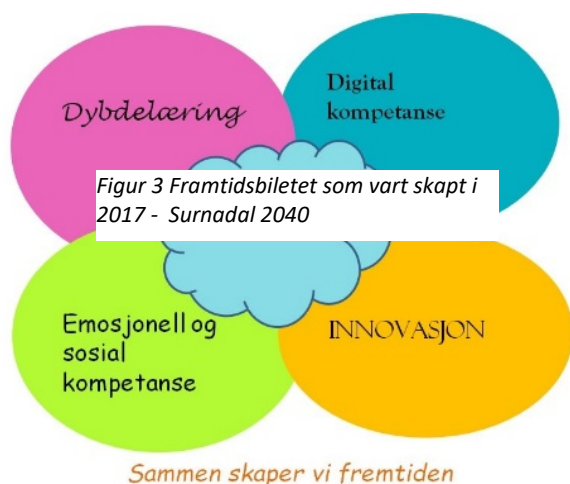 Dybdelæring
Digital
kompetanse
Figur 3 Framtidsbiletet som vart skapt i
2017 - Surnadal 2040
Emosjonell og
sosial
kompetanse
INNOVASJON
Sammen skaper vi fremtiden